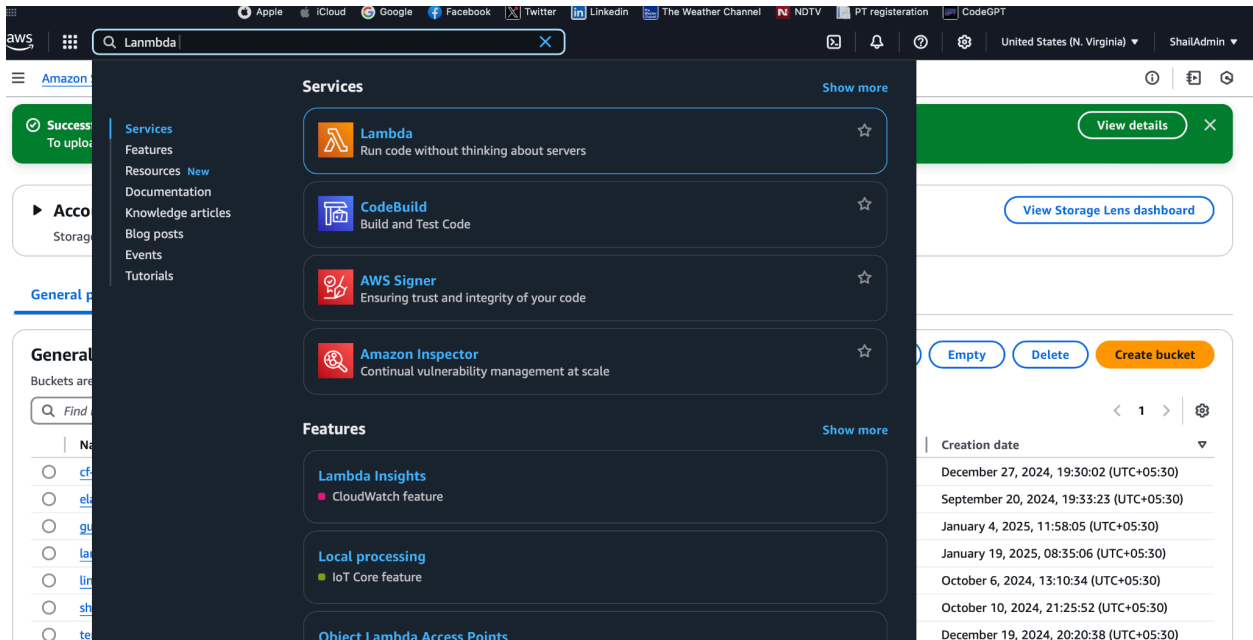 Apple iCloud Google Facebook Twitter Linkedin The Weather Channel NDTV PT registeration CodeGPT
aws Lanmbda United States (N. Virginia) ShailAdmin
Amazon
Success
To uploa
View details
Acco
Storag
View Storage Lens dashboard
General p
General
Buckets are
Find
Empty Delete Create bucket
1
Na
Creation date
cf-
December 27, 2024, 19:30:02 (UTC+05:30)
ela
September 20, 2024, 19:33:23 (UTC+05:30)
gu
January 4, 2025, 11:58:05 (UTC+05:30)
lar
January 19, 2025, 08:35:06 (UTC+05:30)
lin
October 6, 2024, 13:10:34 (UTC+05:30)
sh
October 10, 2024, 21:25:52 (UTC+05:30)
te
December 19, 2024, 20:20:38 (UTC+05:30)
Services
Features
Resources New
Documentation
Knowledge articles
Blog posts
Events
Tutorials
Services Show more
Lambda
Run code without thinking about servers
CodeBuild
Build and Test Code
AWS Signer
Ensuring trust and integrity of your code
Amazon Inspector
Continual vulnerability management at scale
Features Show more
Lambda Insights
CloudWatch feature
Local processing
IoT Core feature
Object Lambda Access Points